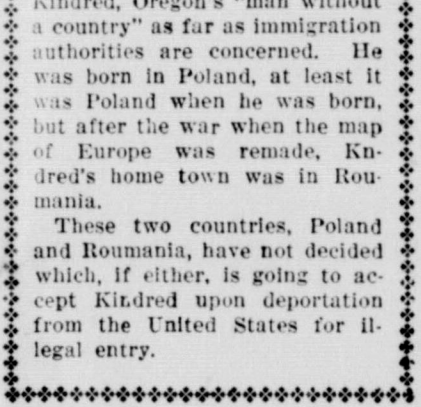 Kindred, Oregon's "man without
a country" as far as immigration
authorities are concerned. He
was born in Poland, at least it
was Poland when he was born,
but after the war when the map
of Europe was remade, Kn-
dred's home town was in Rou-
mania.
These two countries, Poland
and Roumania, have not decided
which, if either, is going to ac-
cept Kindred upon deportation
from the United States for il-
legal entry.